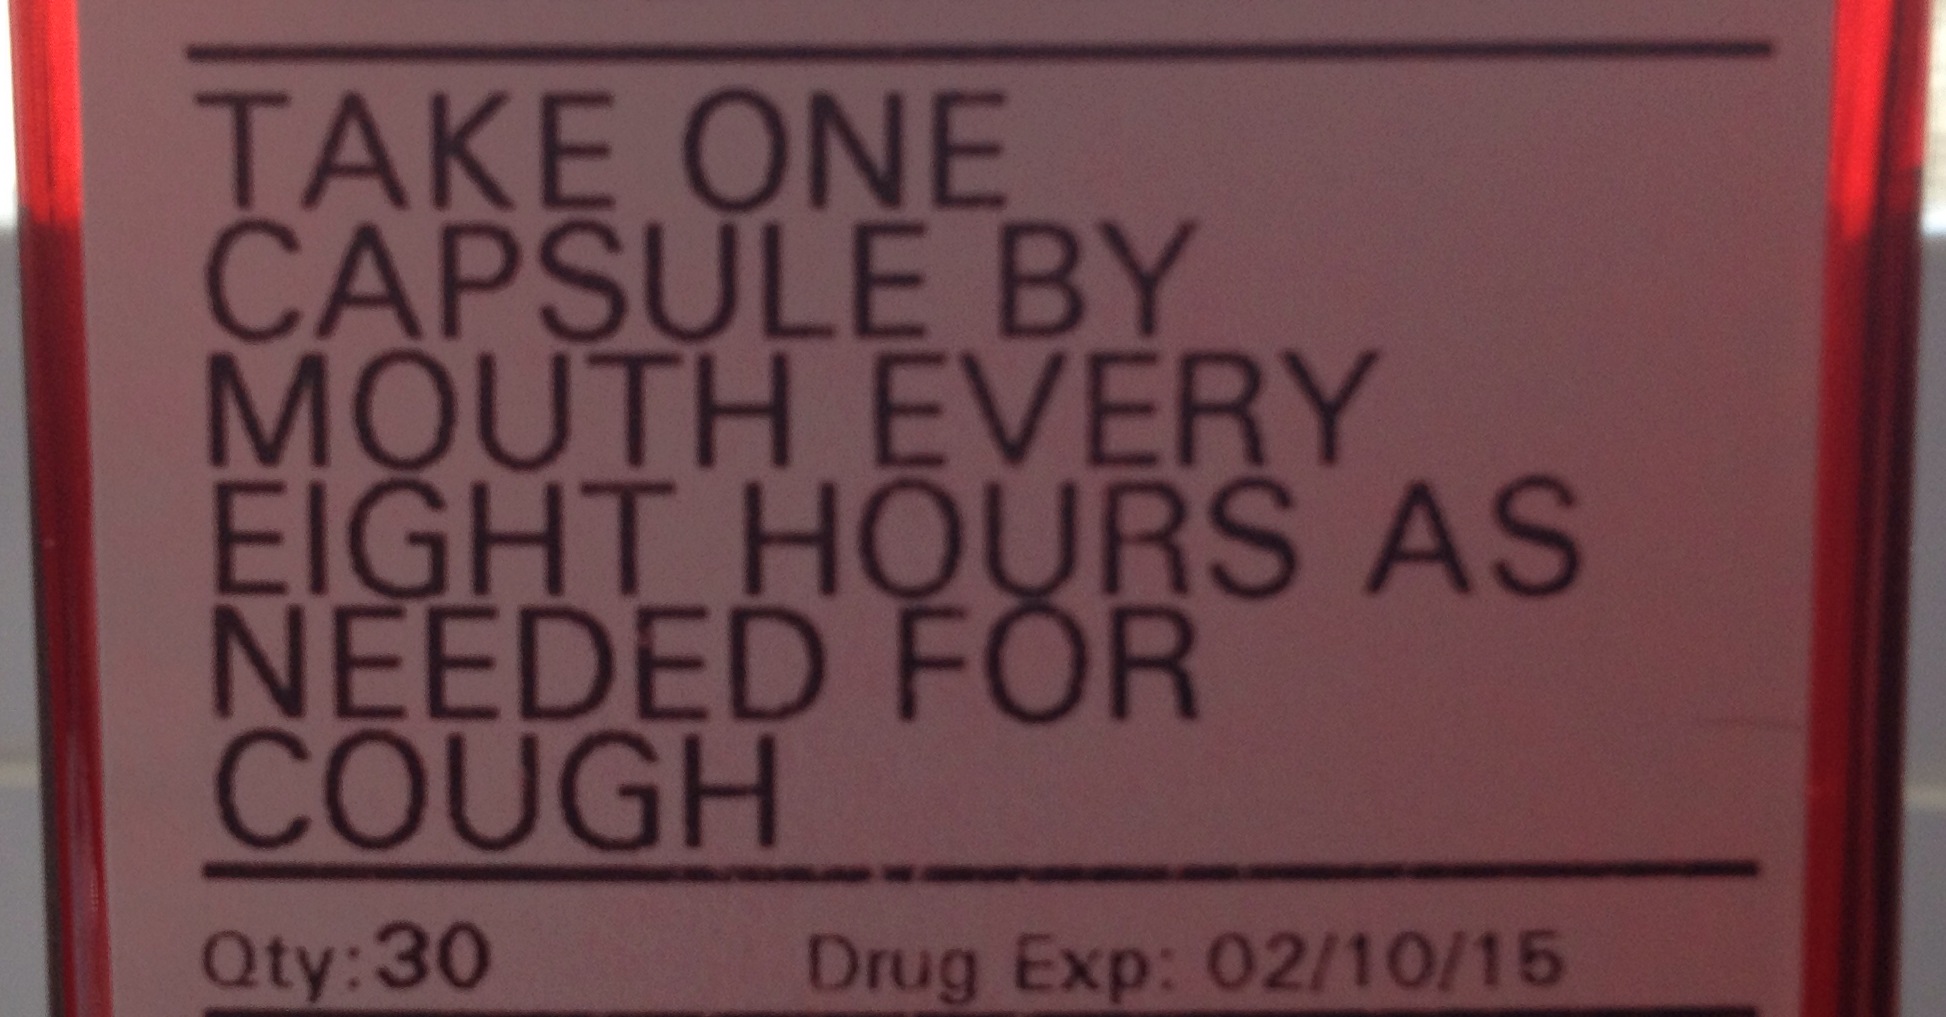 TAKE ONE
CAPSULE BY
MOUTH EVERY
EIGHT HOURS AS
NEEDED FOR
COUGH
Qty:30 Drug Exp: 02/10/15